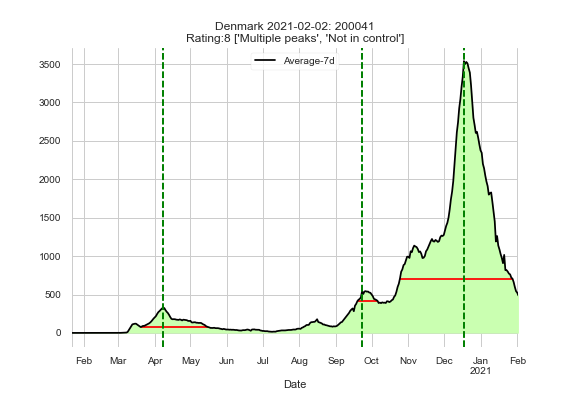 Denmark 2021-02-02: 200041
Rating:8 ['Multiple peaks', 'Not in control']
Average-7d
3500
3000
2500
2000
1500
1000
500
0
Feb Mar Apr May Jun Jul Aug Sep Oct Nov Dec Jan Feb
2021
Date